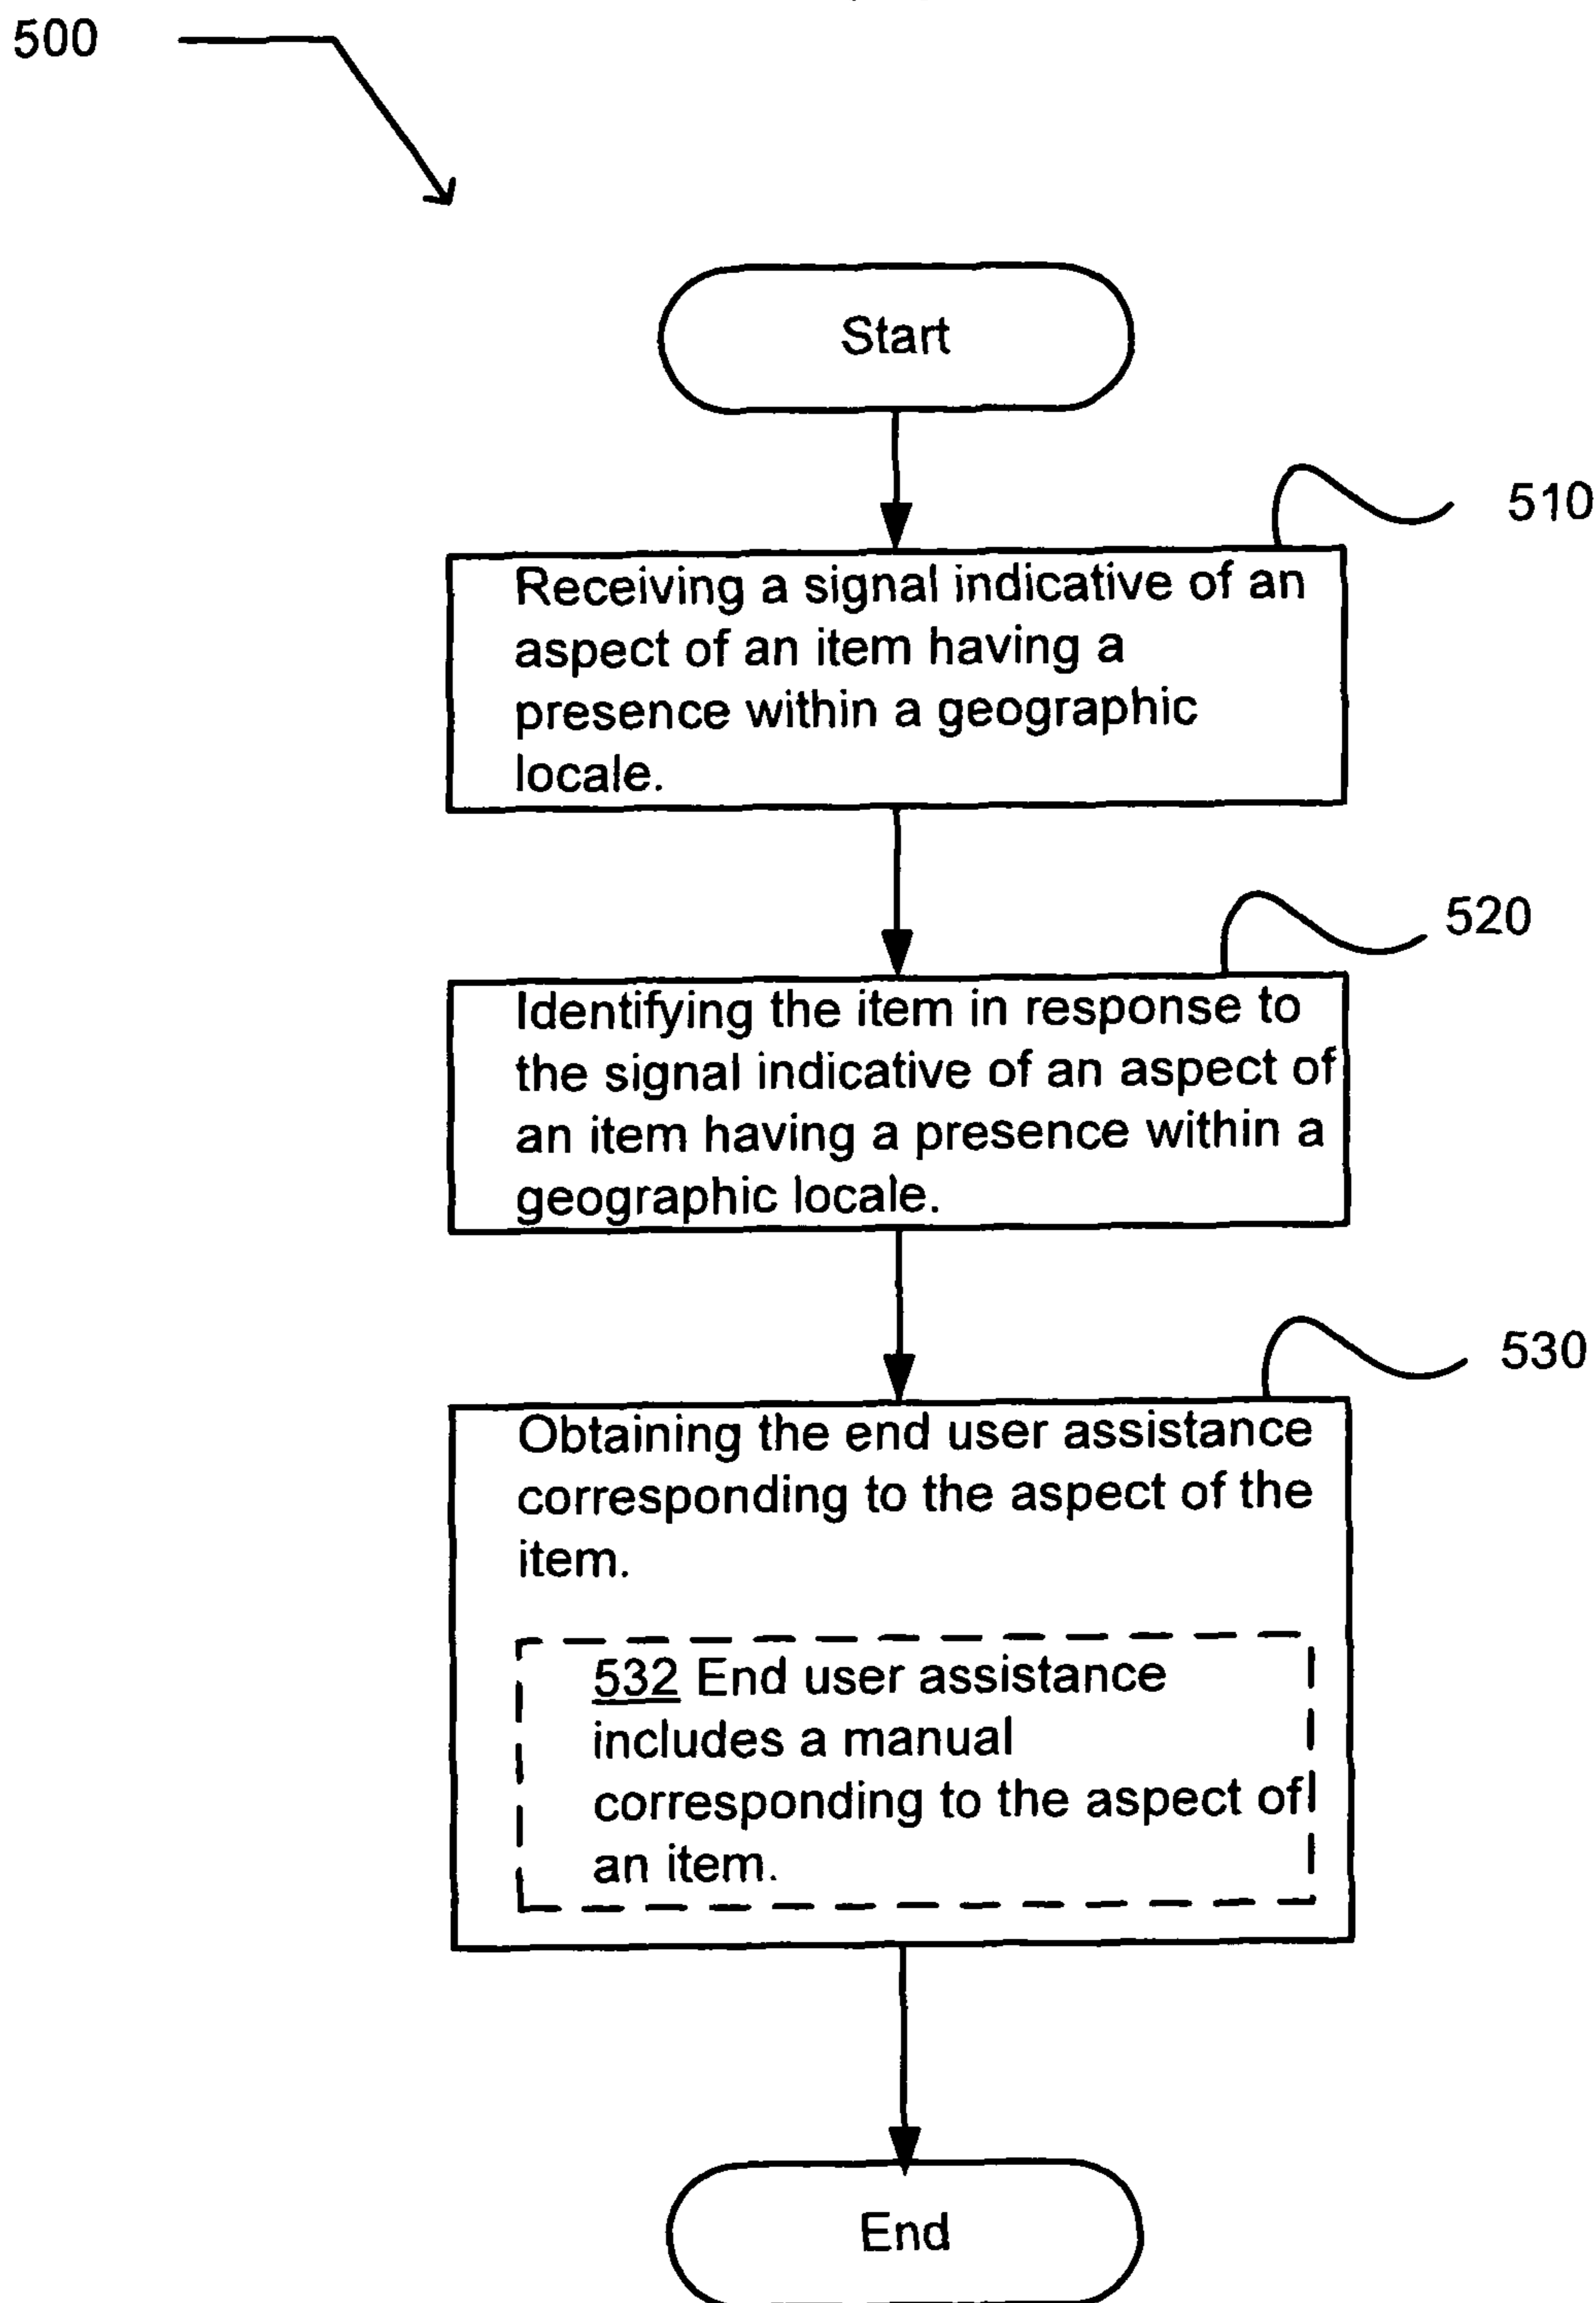 500
Start
510
Receiving a signal indicative of an
aspect of an item having a
presence within a geographic
locale.
520
Identifying the item in response to
the signal indicative of an aspect of
an item having a presence within a
geographic locale.
530
Obtaining the end user assistance
corresponding to the aspect of the
item.
532 End user assistance
includes a manual
corresponding to the aspect of
an item.
End